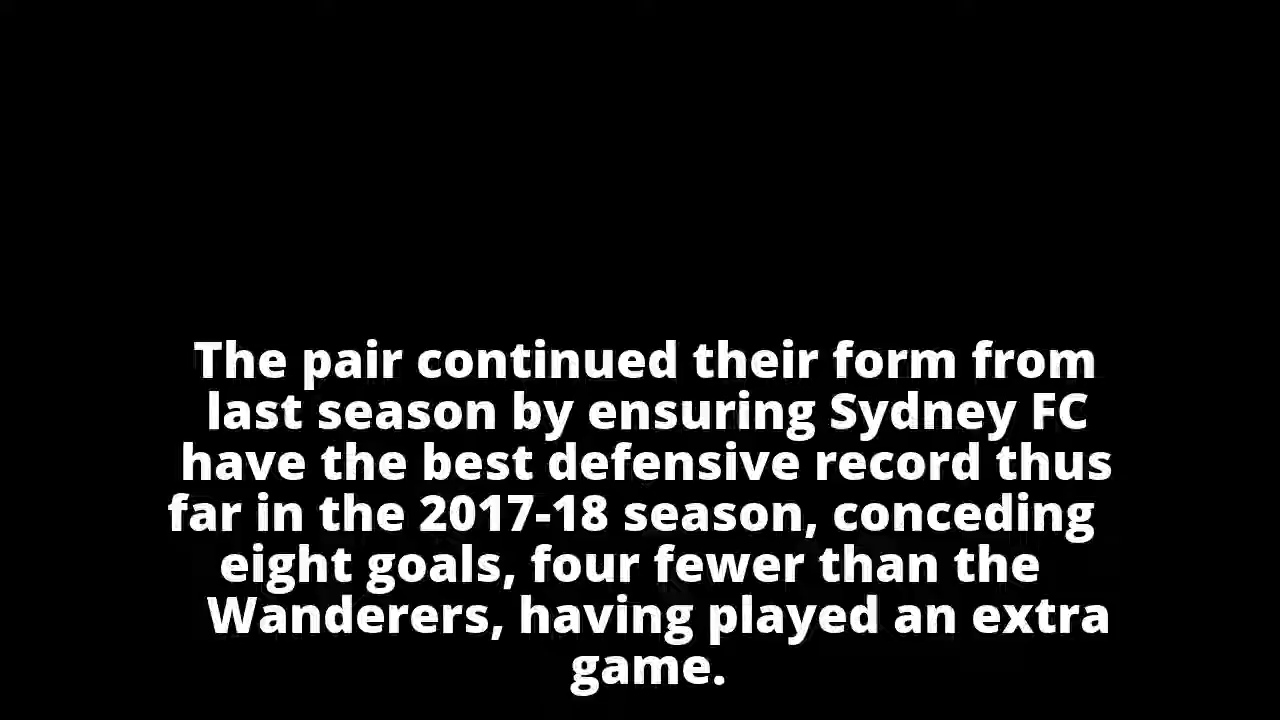 The pair continued their form from
last season by ensuring Sydney FC
have the best defensive record thus
far in the 2017-18 season, conceding
eight goals, four fewer than the
Wanderers, having played an extra
game.